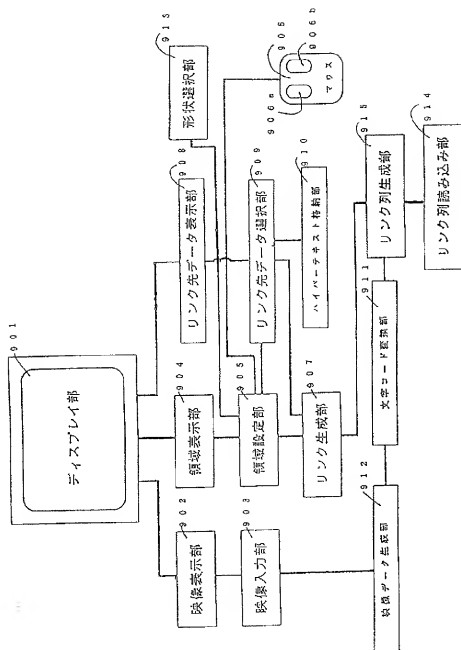 901
ディスプレイ部
913
形状選択部
902
映像表示部
904
領域表示部
908
リンク先データ表示部
903
映像入力部
905
領域設定部
909
リンク先データ選択部
906a
906
906b
マウス
907
リンク生成部
910
ハイパーテキスト格納部
912
映像データ生成部
911
文字コード変換部
915
リンク列生成部
914
リンク列読み込み部